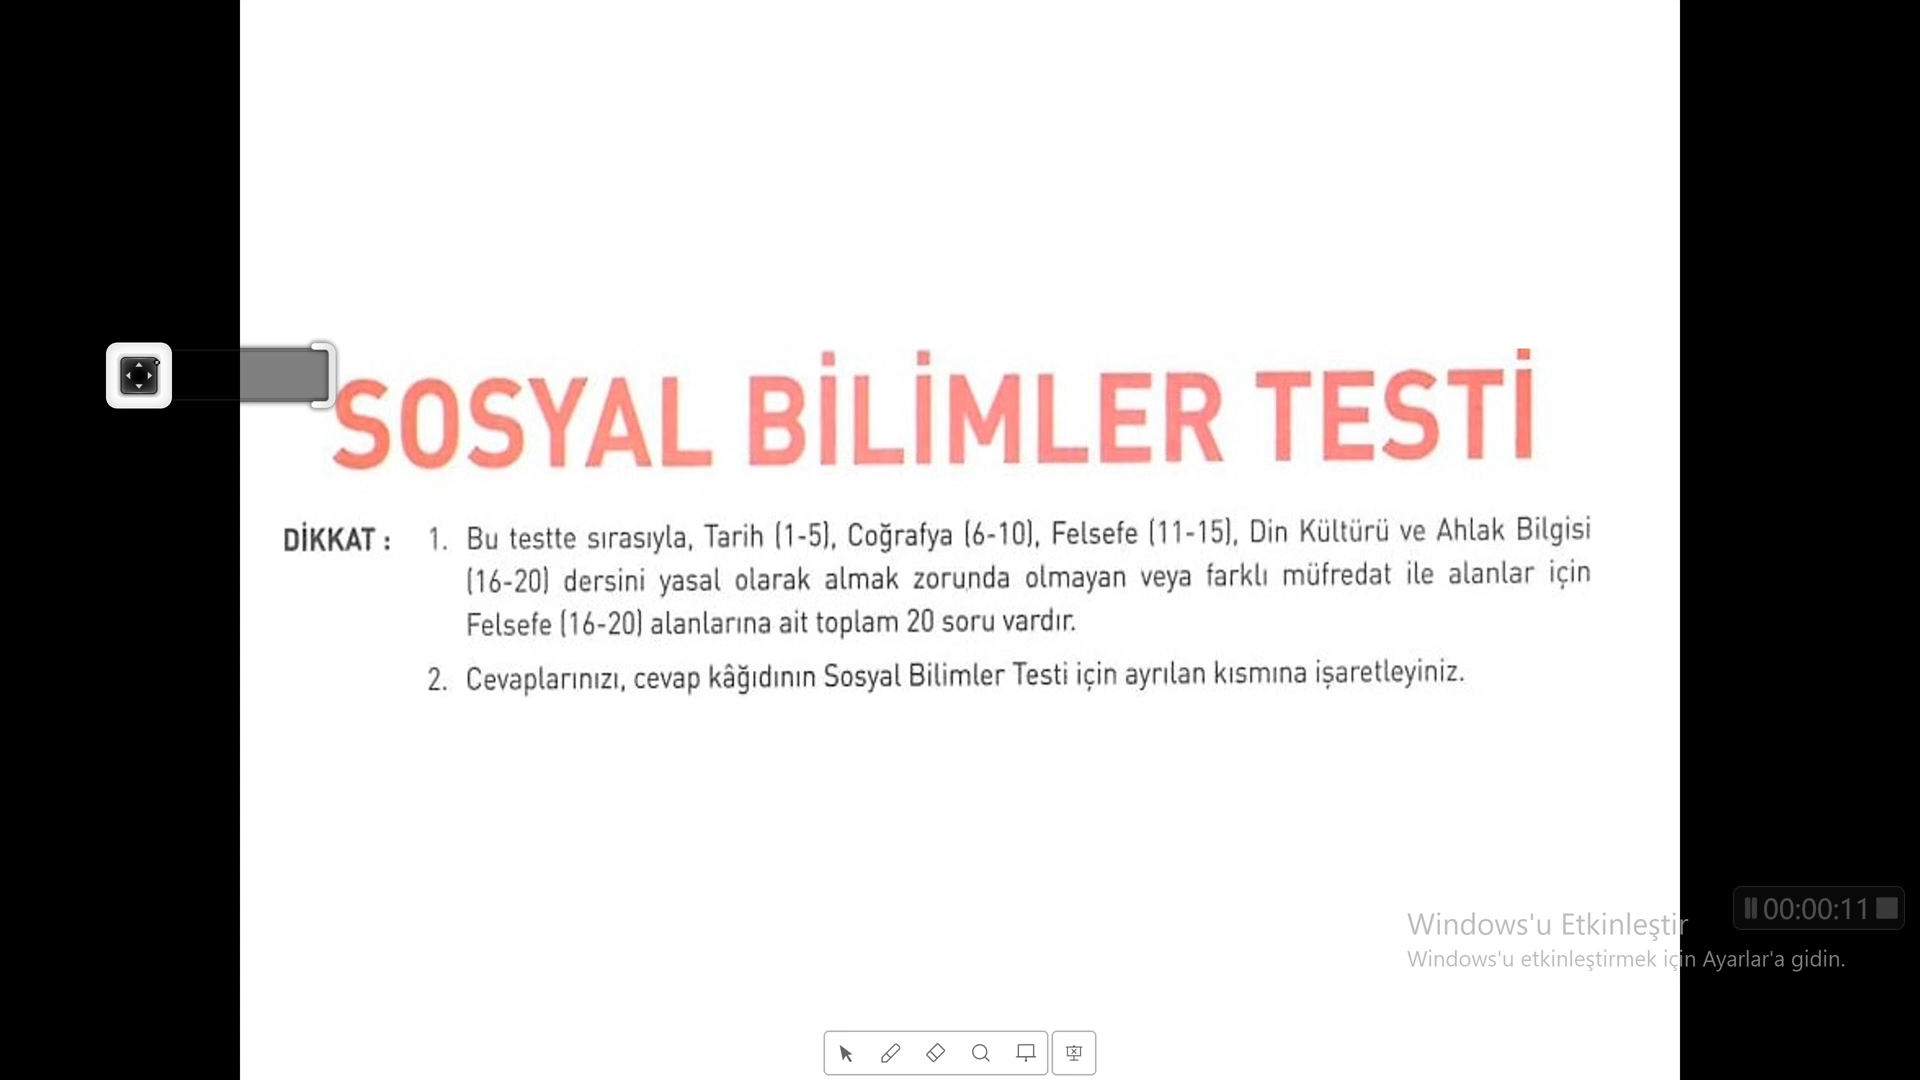 SOSYAL BİLİMLER TESTİ
DİKKAT : 1. Bu testte sırasıyla, Tarih (1-5), Coğrafya (6-10), Felsefe (11-15), Din Kültürü ve Ahlak Bilgisi
(16-20) dersini yasal olarak almak zorunda olmayan veya farklı müfredat ile alanlar için
Felsefe (16-20) alanlarına ait toplam 20 soru vardır.
2. Cevaplarınızı, cevap kâğıdının Sosyal Bilimler Testi için ayrılan kısmına işaretleyiniz.
00:00:11
Windows'u Etkinleştir
Windows'u etkinleştirmek için Ayarlar'a gidin.